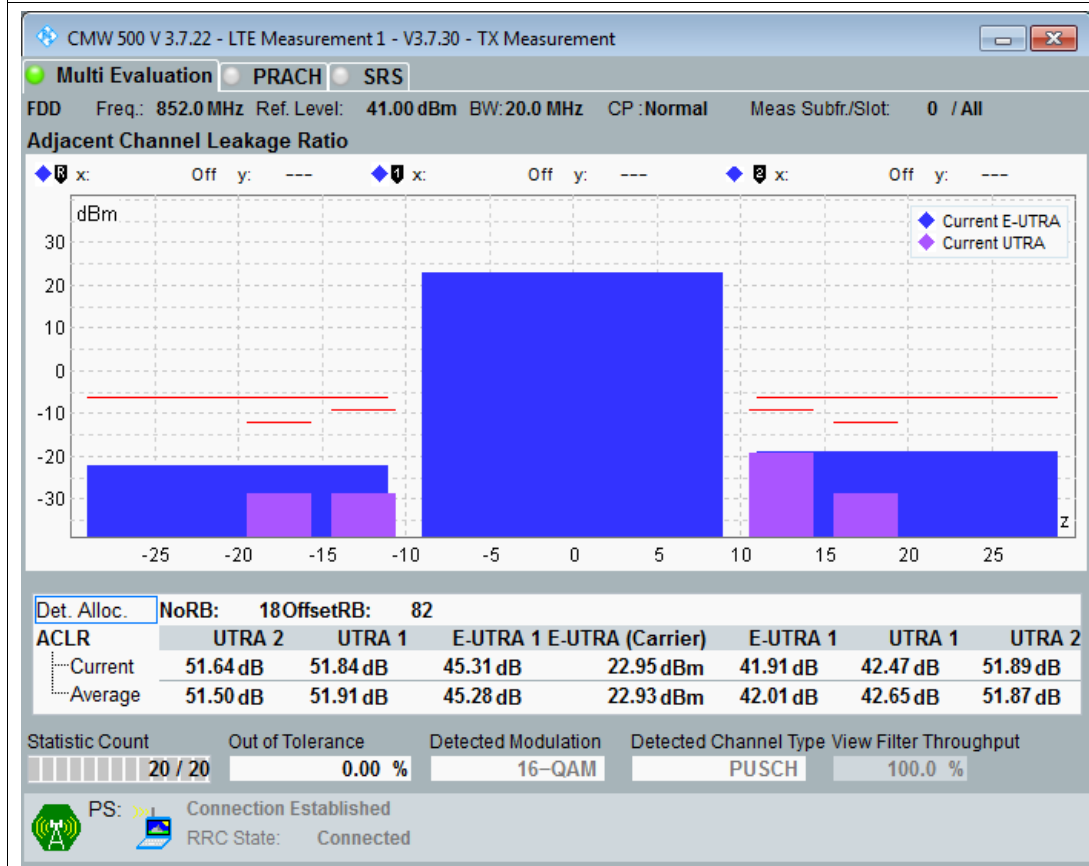 CMW 500 V 3.7.22 - LTE Measurement 1 - V3.7.30 - TX Measurement
Multi Evaluation PRACH SRS
FDD Freq.: 852.0 MHz Ref. Level: 41.00 dBm BW: 20.0 MHz CP : Normal Meas Subfr./Slot: 0 / All
Adjacent Channel Leakage Ratio
R x: Off y: --- 1 x: Off y: --- 2 x: Off y: ---
dBm
Current E-UTRA
Current UTRA
30
20
10
0
-10
-20
-30
z
-25 -20 -15 -10 -5 0 5 10 15 20 25
Det. Alloc. NoRB: 18 OffsetRB: 82
ACLR UTRA 2 UTRA 1 E-UTRA 1 E-UTRA (Carrier) E-UTRA 1 UTRA 1 UTRA 2
Current 51.64 dB 51.84 dB 45.31 dB 22.95 dBm 41.91 dB 42.47 dB 51.89 dB
Average 51.50 dB 51.91 dB 45.28 dB 22.93 dBm 42.01 dB 42.65 dB 51.87 dB
Statistic Count Out of Tolerance Detected Modulation Detected Channel Type View Filter Throughput
20 / 20 0.00 % 16-QAM PUSCH 100.0 %
PS: Connection Established
RRC State: Connected